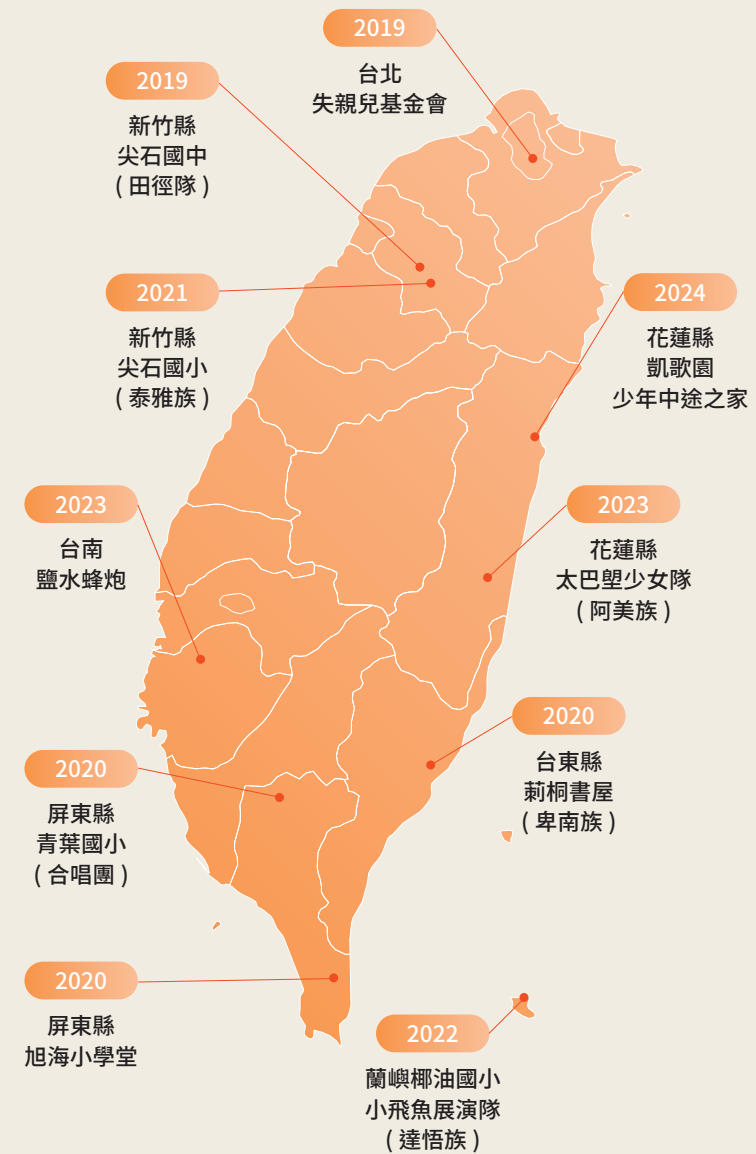 2019
台北
失親兒基金會
2019
新竹縣
尖石國中
( 田徑隊 )
2021
新竹縣
尖石國小
( 泰雅族 )
2024
花蓮縣
凱歌園
少年中途之家
2023
台南
鹽水蜂炮
2023
花蓮縣
太巴塱少女隊
( 阿美族 )
2020
台東縣
莿桐書屋
( 卑南族 )
2020
屏東縣
青葉國小
( 合唱團 )
2020
屏東縣
旭海小學堂
2022
蘭嶼椰油國小
小飛魚展演隊
( 達悟族 )